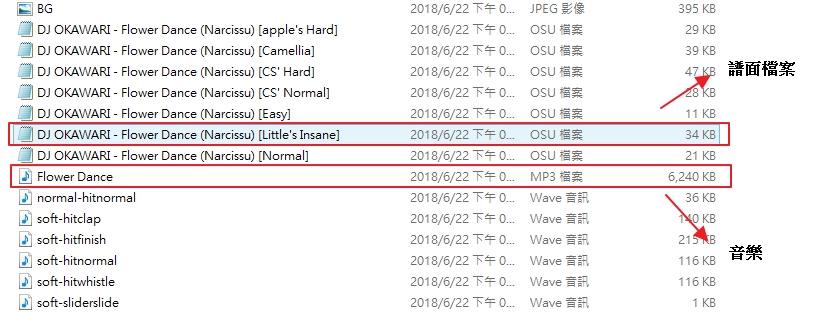 BG 2018/6/22 下午 0... JPEG 影像 395 KB
DJ OKAWARI - Flower Dance (Narcissu) [apple's Hard] 2018/6/22 下午 0... OSU 檔案 29 KB
DJ OKAWARI - Flower Dance (Narcissu) [Camellia] 2018/6/22 下午 0... OSU 檔案 39 KB
DJ OKAWARI - Flower Dance (Narcissu) [CS' Hard] 2018/6/22 下午 0... OSU 檔案 47 KB 譜面檔案
DJ OKAWARI - Flower Dance (Narcissu) [CS' Normal] 2018/6/22 下午 0... OSU 檔案 28 KB
DJ OKAWARI - Flower Dance (Narcissu) [Easy] 2018/6/22 下午 0... OSU 檔案 11 KB
DJ OKAWARI - Flower Dance (Narcissu) [Little's Insane] 2018/6/22 下午 0... OSU 檔案 34 KB
DJ OKAWARI - Flower Dance (Narcissu) [Normal] 2018/6/22 下午 0... OSU 檔案 21 KB
Flower Dance 2018/6/22 下午 0... MP3 檔案 6,240 KB
normal-hitnormal 2018/6/22 下午 0... Wave 音訊 36 KB
soft-hitclap 2018/6/22 下午 0... Wave 音訊 140 KB
soft-hitfinish 2018/6/22 下午 0... Wave 音訊 215 KB
音樂
soft-hitnormal 2018/6/22 下午 0... Wave 音訊 116 KB
soft-hitwhistle 2018/6/22 下午 0... Wave 音訊 116 KB
soft-sliderslide 2018/6/22 下午 0... Wave 音訊 1 KB